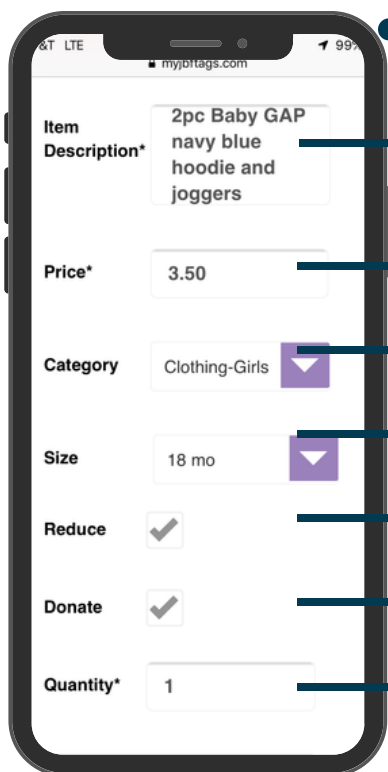 &T LTE 99%
myjbftags.com
Item Description* 2pc Baby GAP
navy blue
hoodie and
joggers
Price* 3.50
Category Clothing-Girls
Size 18 mo
Reduce
Donate
Quantity* 1